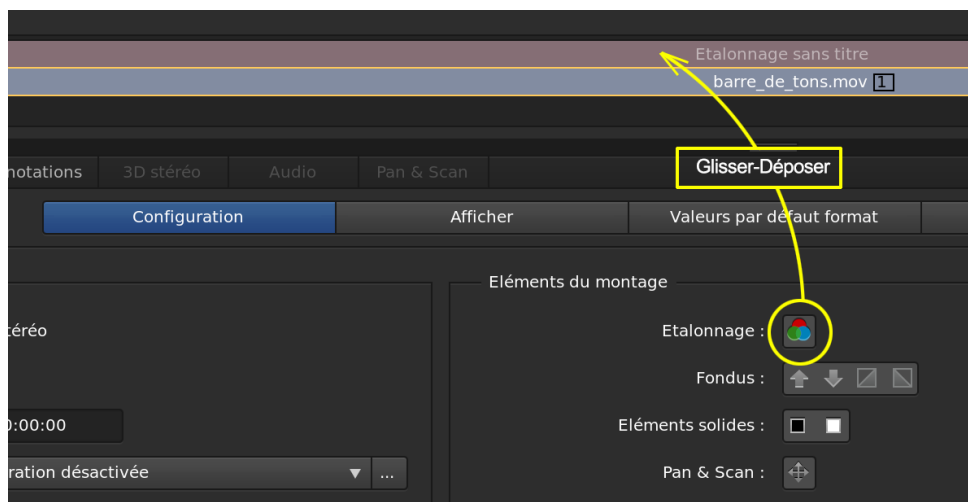 Etalonnage sans titre
barre_de_tons.mov 1
notations 3D stéréo Audio Pan & Scan
Glisser-Déposer
Configuration Afficher Valeurs par défaut format
Eléments du montage
téréo
Etalonnage :
Fondus :
0:00:00
Eléments solides :
ration désactivée ...
Pan & Scan :